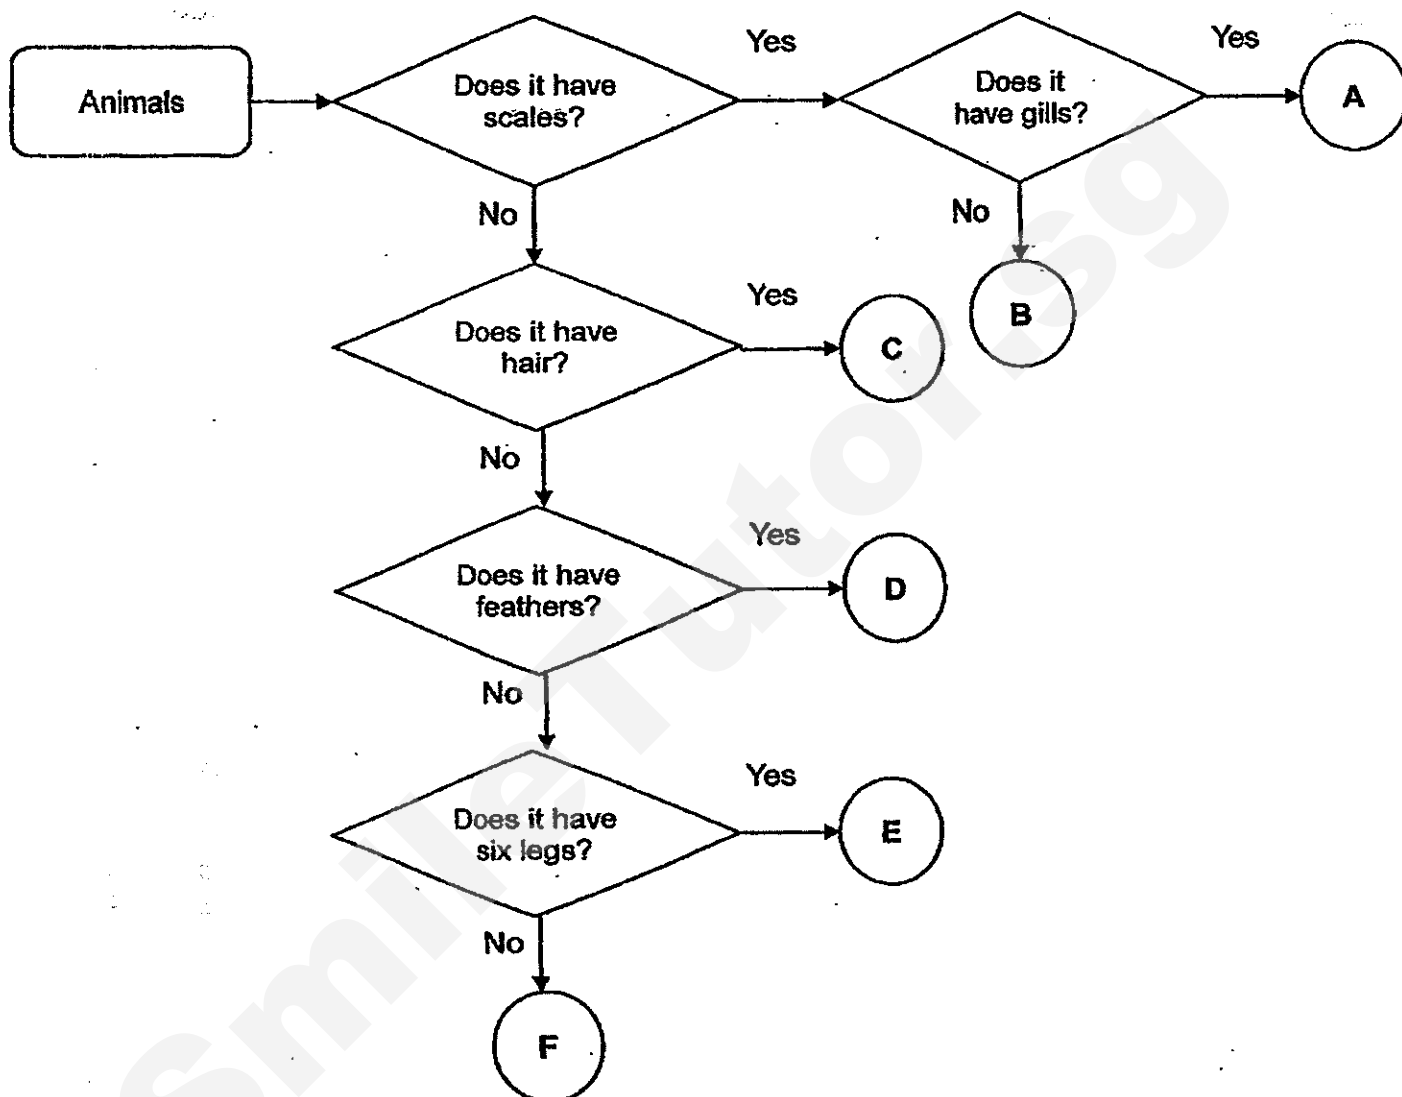 Animals
Does it have
scales?
Yes
Does it
have gills?
Yes
A
No
No
B
Does it have
hair?
Yes
C
No
Does it have
feathers?
Yes
D
No
Does it have
six legs?
Yes
E
No
F
SmileTutor.sg